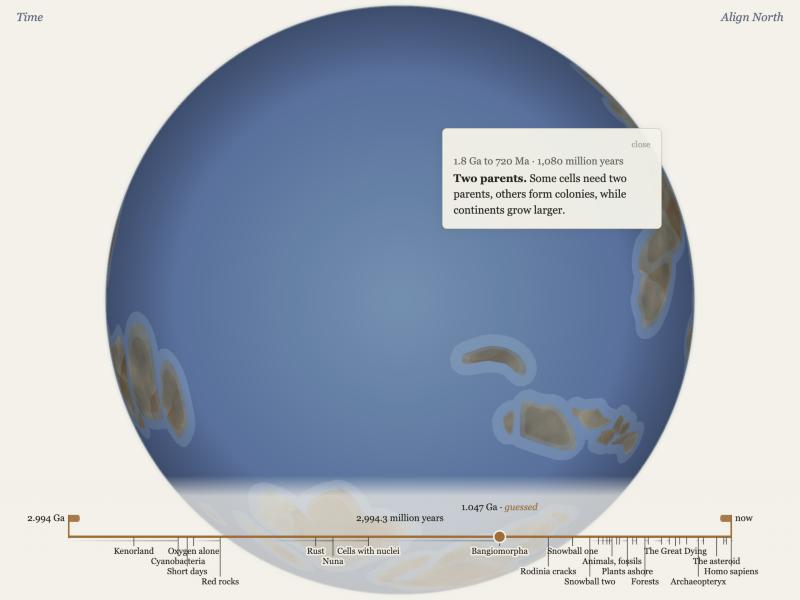 Time
Align North
close
1.8 Ga to 720 Ma · 1,080 million years
Two parents. Some cells need two
parents, others form colonies, while
continents grow larger.
1.047 Ga · guessed
2.994 Ga
2,994.3 million years
now
Kenorland
Oxygen alone
Rust
Cells with nuclei
Bangiomorpha
Snowball one
The Great Dying
Cyanobacteria
Nuna
Animals, fossils
The asteroid
Short days
Rodinia cracks
Plants ashore
Homo sapiens
Red rocks
Snowball two
Forests
Archaeopteryx